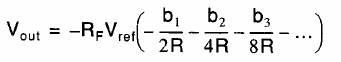 V_out = -R_F V_ref(-b_1/2R - b_2/4R - b_3/8R - ...)